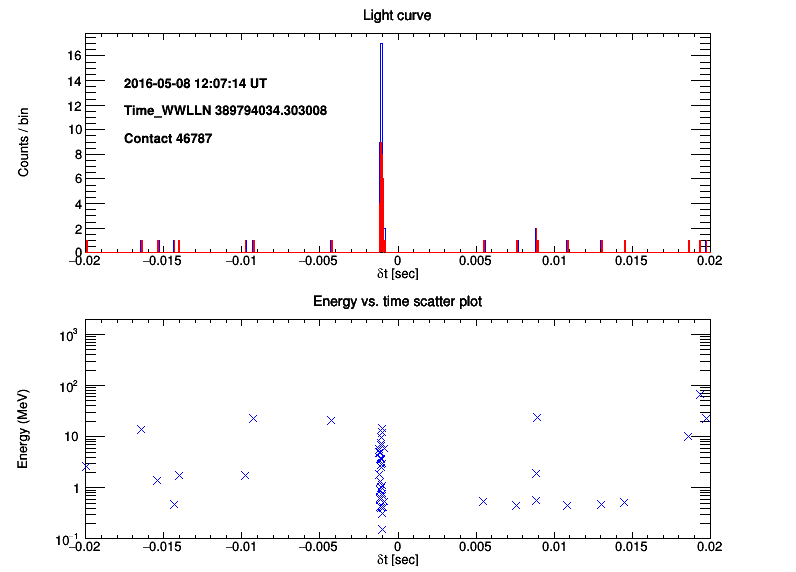 Light curve
Counts / bin
16
14
12
10
8
6
4
2
0
2016-05-08 12:07:14 UT
Time_WWLLN 389794034.303008
Contact 46787
−0.02 −0.015 −0.01 −0.005 0 0.005 0.01 0.015 0.02
δt [sec]
Energy vs. time scatter plot
Energy (MeV)
10³
10²
10
1
10⁻¹
−0.02 −0.015 −0.01 −0.005 0 0.005 0.01 0.015 0.02
δt [sec]